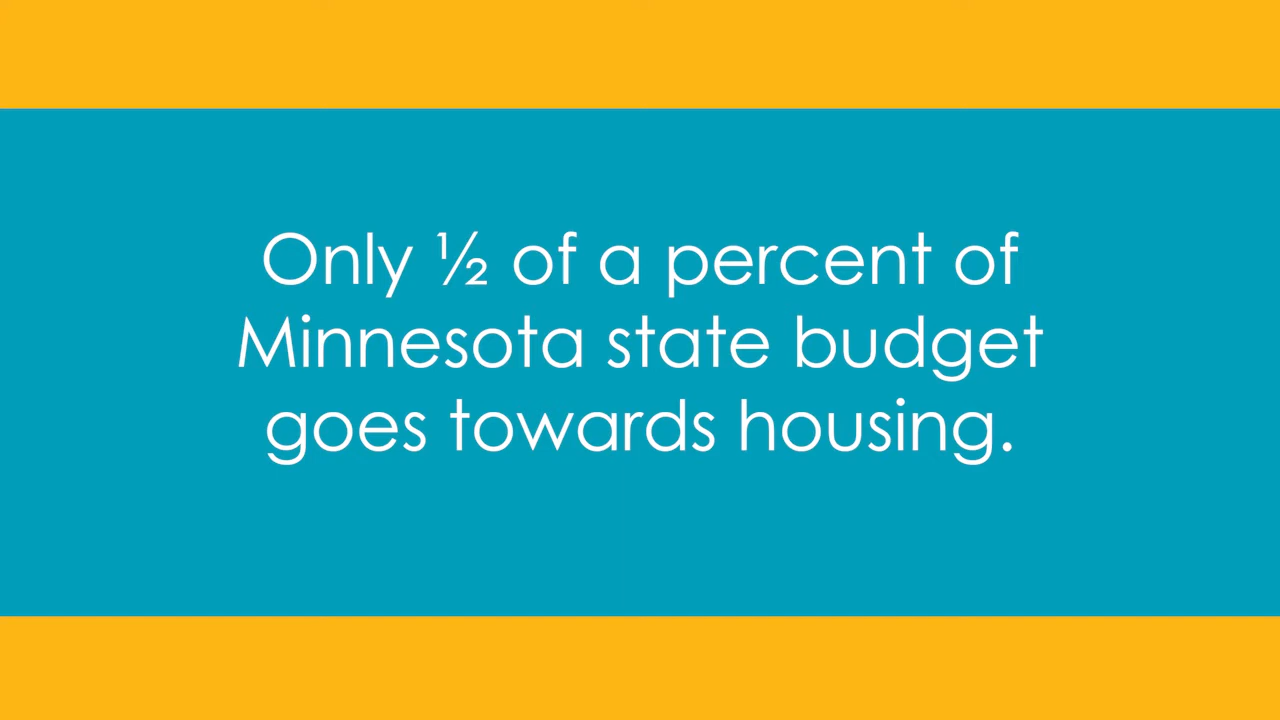 Only ½ of a percent of
Minnesota state budget
goes towards housing.